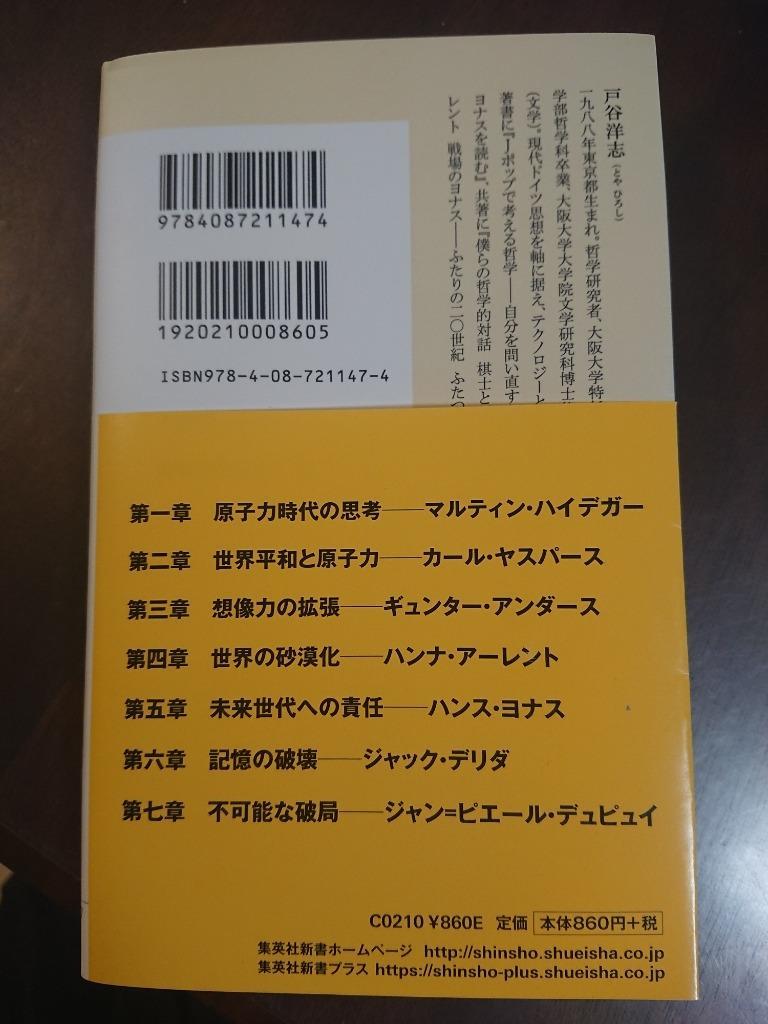 戸谷洋志(とや ひろし)
一九八八年東京都生まれ。哲学研究者、大阪大学特
学部哲学科卒業、大阪大学大学院文学研究科博士
(文学)。現代ドイツ思想を軸に据え、テクノロジーと
著書に『Jポップで考える哲学――自分を問い直す
ヨナスを読む』、共著に『僕らの哲学的対話 棋士と
レント 戦場のヨナス――ふたりの二〇世紀 ふたつ
9784087211474
1920210008605
ISBN978-4-08-721147-4
第一章 原子力時代の思考――マルティン・ハイデガー
第二章 世界平和と原子力――カール・ヤスパース
第三章 想像力の拡張――ギュンター・アンダース
第四章 世界の砂漠化――ハンナ・アーレント
第五章 未来世代への責任――ハンス・ヨナス
第六章 記憶の破壊――ジャック・デリダ
第七章 不可能な破局――ジャン=ピエール・デュピュイ
C0210 ¥860E 定価 本体860円+税
集英社新書ホームページ http://shinsho.shueisha.co.jp
集英社新書プラス https://shinsho-plus.shueisha.co.jp